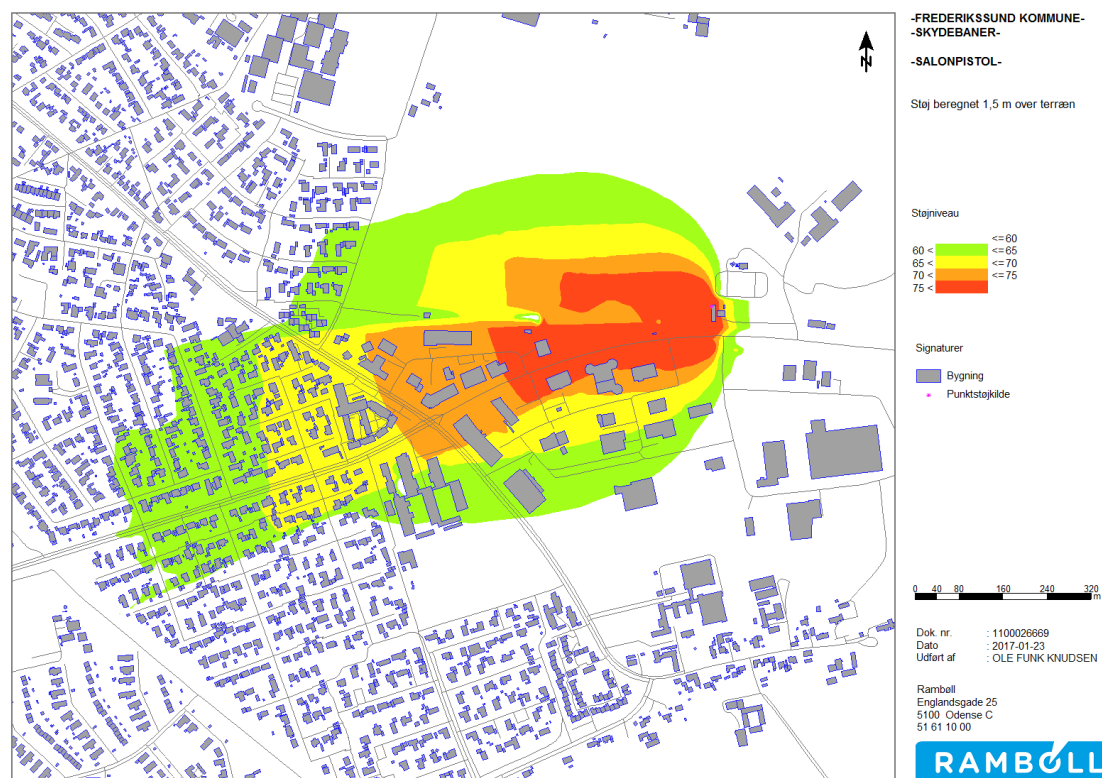 -FREDERIKSSUND KOMMUNE-
-SKYDEBANER-
-SALONPISTOL-
N
Støj beregnet 1,5 m over terræn
Støjniveau
<=60
60 < <=65
65 < <=70
70 < <=75
75 <
Signaturer
Bygning
Punktstøjkilde
0 40 80 160 240 320
m
Dok. nr. : 1100026669
Dato : 2017-01-23
Udført af : OLE FUNK KNUDSEN
Rambøll
Englandsgade 25
5100 Odense C
51 61 10 00
RAMBOLL